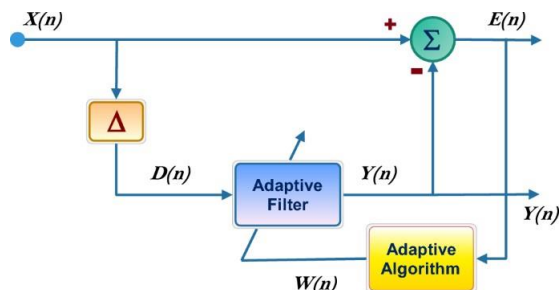 X(n)
E(n)
+
Σ
-
Δ
D(n)
Adaptive
Filter
Y(n)
Y(n)
Adaptive
Algorithm
W(n)